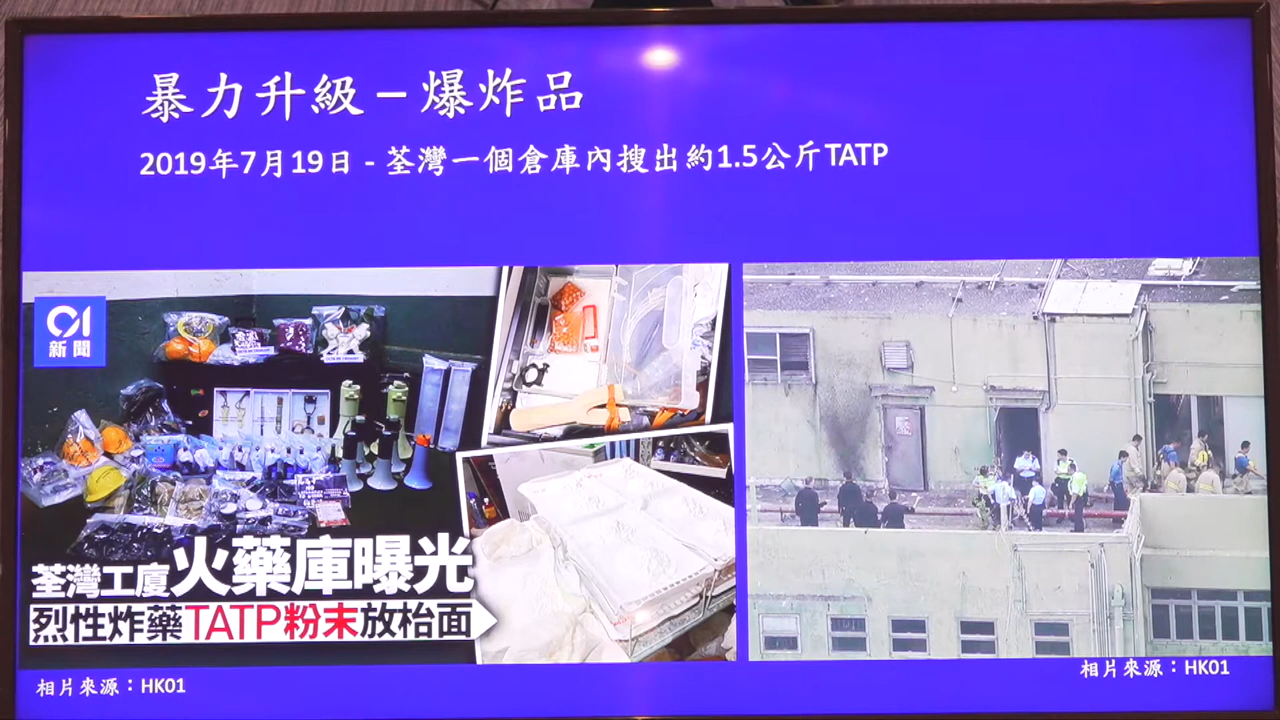 暴力升級 – 爆炸品
2019年7月19日 - 荃灣一個倉庫內搜出約1.5公斤TATP
01
新聞
荃灣工廈火藥庫曝光
烈性炸藥TATP粉末放枱面
相片來源：HK01
相片來源：HK01